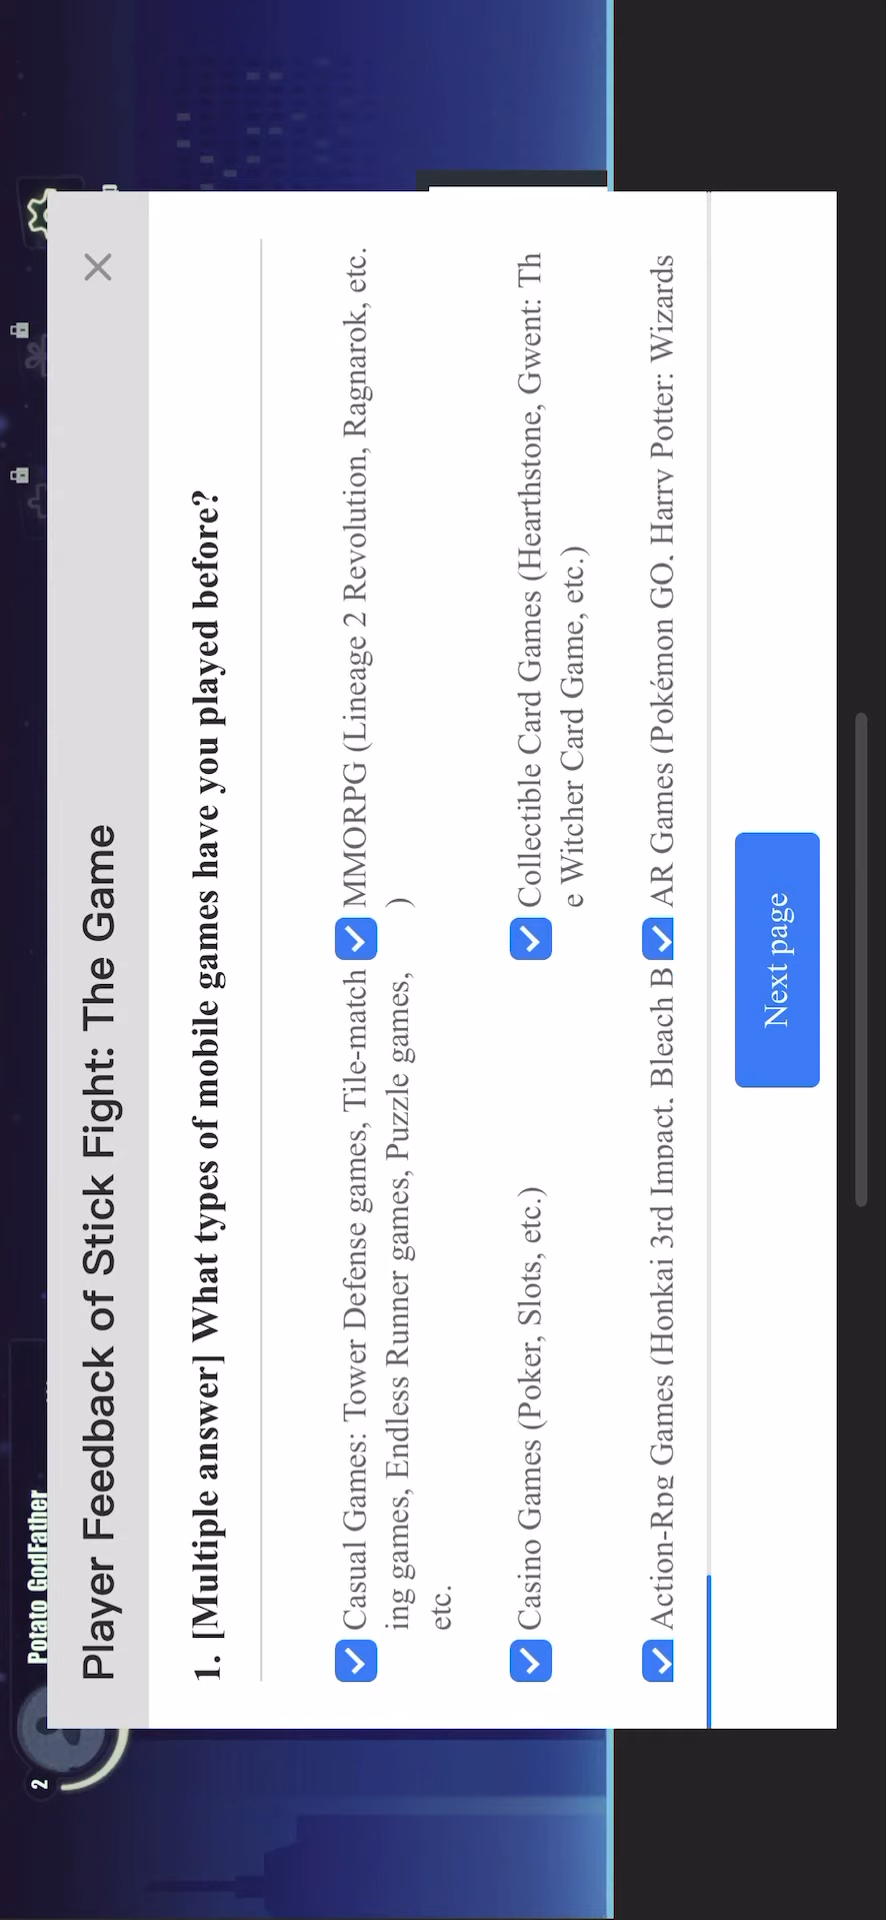 2
Potato GodFather
Player Feedback of Stick Fight: The Game
1. [Multiple answer] What types of mobile games have you played before?
Casual Games: Tower Defense games, Tile-match
ing games, Endless Runner games, Puzzle games,
etc.
MMORPG (Lineage 2 Revolution, Ragnarok, etc.
)
Casino Games (Poker, Slots, etc.)
Collectible Card Games (Hearthstone, Gwent: Th
e Witcher Card Game, etc.)
Action-Rpg Games (Honkai 3rd Impact, Bleach B
AR Games (Pokémon GO, Harry Potter: Wizards
Next page